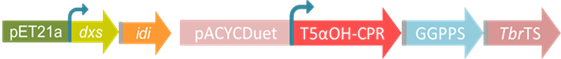 pET21a dxs idi pACYCDuet T5αOH-CPR GGPPS TbrTS